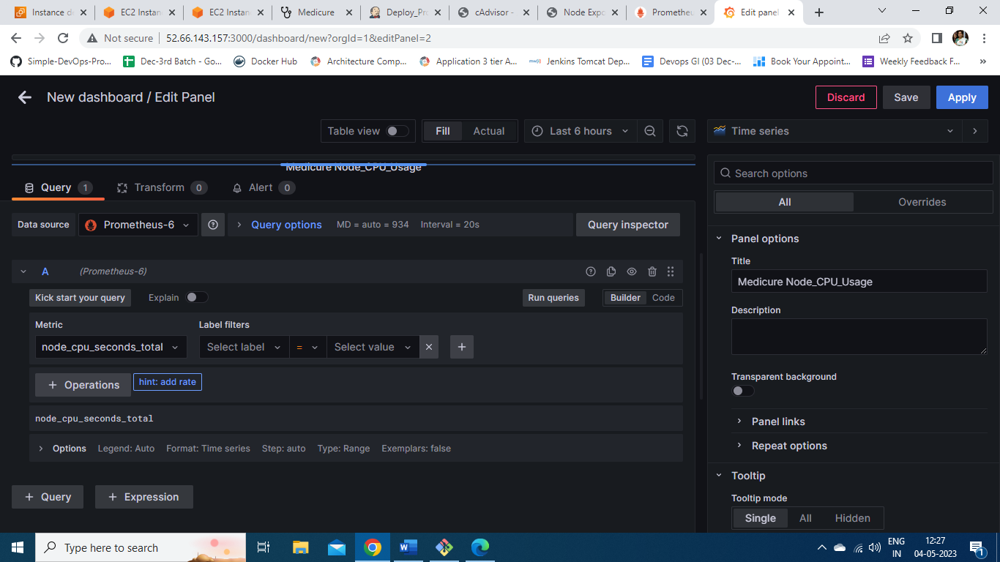 Instance de
EC2 Instan
EC2 Instan
Medicure
Deploy_Pro
cAdvisor -
Node Expo
Prometheu
Edit panel
Not secure
52.66.143.157:3000/dashboard/new?orgId=1&editPanel=2
Simple-DevOps-Pro...
Dec-3rd Batch - Go...
Docker Hub
Architecture Comp...
Application 3 tier A...
Jenkins Tomcat Dep...
Devops GI (03 Dec-...
Book Your Appoint...
Weekly Feedback F...
New dashboard / Edit Panel
Discard
Save
Apply
Table view
Fill
Actual
Last 6 hours
Time series
Medicure Node_CPU_Usage
Search options
Query 1
Transform 0
Alert 0
All
Overrides
Data source
Prometheus-6
Query options
MD = auto = 934
Interval = 20s
Query inspector
Panel options
Title
Medicure Node_CPU_Usage
A
(Prometheus-6)
Kick start your query
Explain
Run queries
Builder
Code
Description
Metric
Label filters
node_cpu_seconds_total
Select label
=
Select value
+ Operations
hint: add rate
Transparent background
node_cpu_seconds_total
Panel links
Options
Legend: Auto
Format: Time series
Step: auto
Type: Range
Exemplars: false
Repeat options
Tooltip
+ Query
+ Expression
Tooltip mode
Single
All
Hidden
Type here to search
ENG
IN
12:27
04-05-2023
1